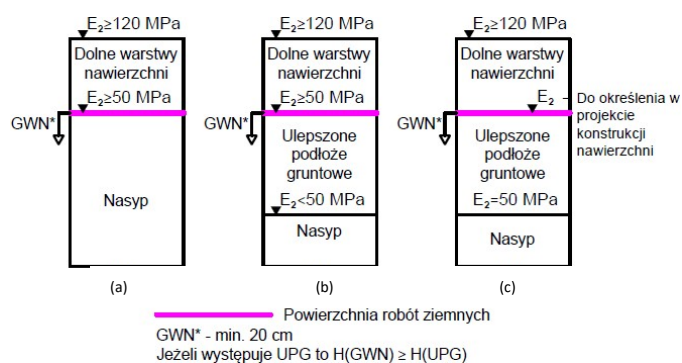 E₂≥120 MPa
Dolne warstwy
nawierzchni
E₂≥50 MPa
GWN*
Nasyp
(a)
E₂≥120 MPa
Dolne warstwy
nawierzchni
E₂≥50 MPa
GWN*
Ulepszone
podłoże
gruntowe
E₂<50 MPa
Nasyp
(b)
E₂≥120 MPa
Dolne warstwy
nawierzchni
E₂
Do określenia w
projekcie
konstrukcji
nawierzchni
GWN*
Ulepszone
podłoże
gruntowe
E₂=50 MPa
Nasyp
(c)
Powierzchnia robót ziemnych
GWN* - min. 20 cm
Jeżeli występuje UPG to H(GWN) ≥ H(UPG)